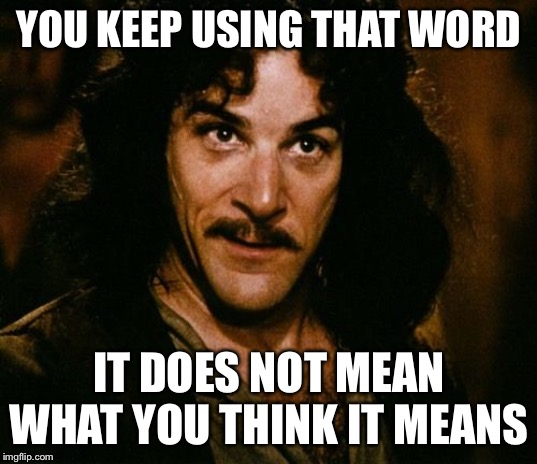 YOU KEEP USING THAT WORD
IT DOES NOT MEAN
WHAT YOU THINK IT MEANS
imgflip.com